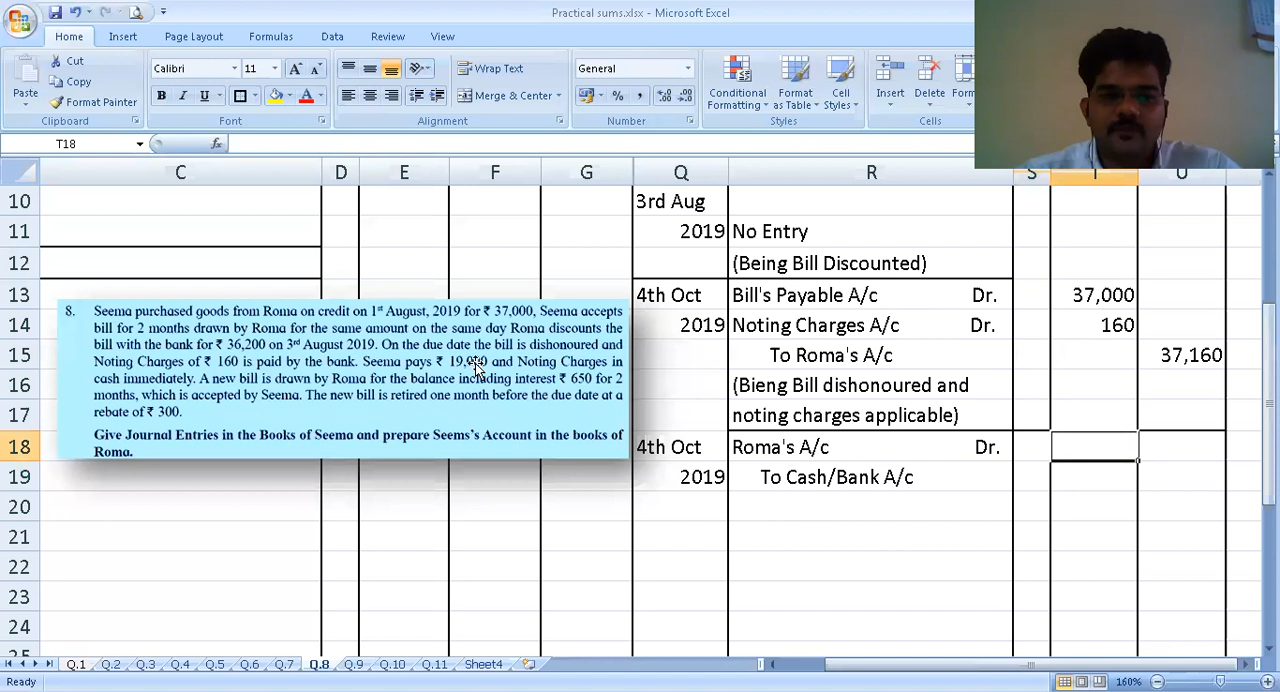 Practical sums.xlsx - Microsoft Excel
Home Insert Page Layout Formulas Data Review View
Paste
Cut
Copy
Format Painter
Calibri 11
Wrap Text
Merge & Center
General
Conditional Formatting
Format as Table
Cell Styles
Insert
Delete
Clipboard Font Alignment Number Styles Cells
T18
C D E F G Q R U
10 3rd Aug
11 2019 No Entry
12 (Being Bill Discounted)
13 4th Oct Bill's Payable A/c Dr. 37,000
14 2019 Noting Charges A/c Dr. 160
15 To Roma's A/c 37,160
16 (Bieng Bill dishonoured and
17 noting charges applicable)
18 4th Oct Roma's A/c Dr.
19 2019 To Cash/Bank A/c
20
21
22
23
24
8. Seema purchased goods from Roma on credit on 1st August, 2019 for ₹ 37,000, Seema accepts
bill for 2 months drawn by Roma for the same amount on the same day Roma discounts the
bill with the bank for ₹ 36,200 on 3rd August 2019. On the due date the bill is dishonoured and
Noting Charges of ₹ 160 is paid by the bank. Seema pays ₹ and Noting Charges in
cash immediately. A new bill is drawn by Roma for the balance including interest ₹ 650 for 2
months, which is accepted by Seema. The new bill is retired one month before the due date at a
rebate of ₹ 300.
Give Journal Entries in the Books of Seema and prepare Seems's Account in the books of
Roma.
Q.1 Q.2 Q.3 Q.4 Q.5 Q.6 Q.7 Q.8 Q.9 Q.10 Q.11 Sheet4
Ready
160%